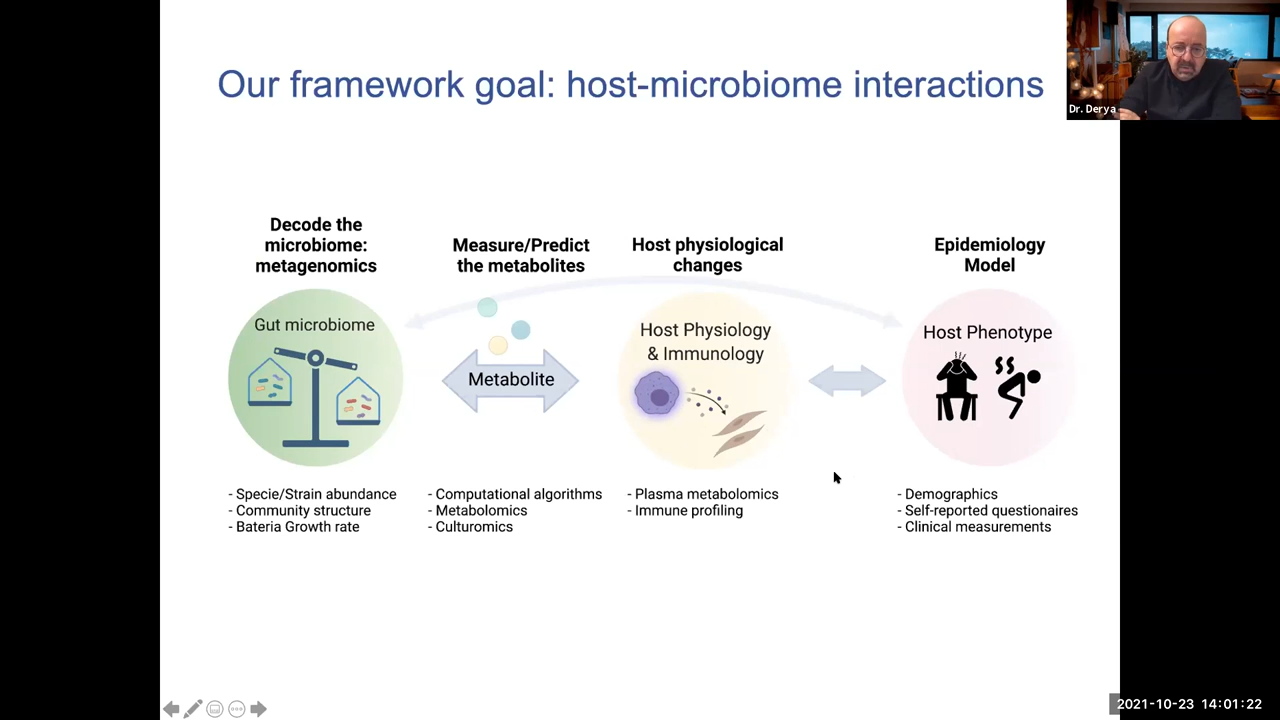 Our framework goal: host-microbiome interactions
Dr. Derya
Decode the
microbiome:
metagenomics
Measure/Predict
the metabolites
Host physiological
changes
Epidemiology
Model
Gut microbiome
Metabolite
Host Physiology
& Immunology
Host Phenotype
- Specie/Strain abundance
- Community structure
- Bateria Growth rate
- Computational algorithms
- Metabolomics
- Culturomics
- Plasma metabolomics
- Immune profiling
- Demographics
- Self-reported questionaires
- Clinical measurements
2021-10-23 14:01:22